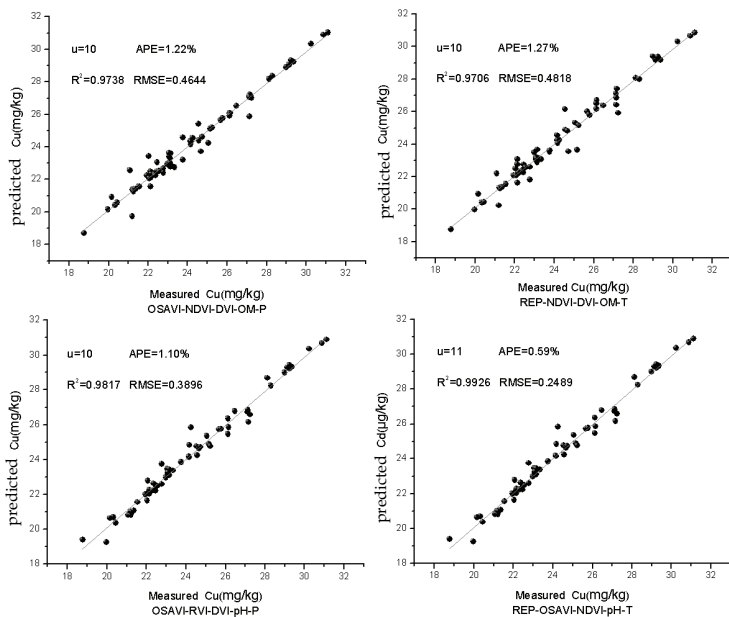 u=10 APE=1.22%
R²=0.9738 RMSE=0.4644
predicted Cu(mg/kg)
32
30
28
26
24
22
20
18
18 20 22 24 26 28 30 32
Measured Cu(mg/kg)
OSAVI-NDVI-DVI-OM-P
u=10 APE=1.27%
R²=0.9706 RMSE=0.4818
predicted Cu(mg/kg)
32
30
28
26
24
22
20
18
18 20 22 24 26 28 30 32
Measured Cu(mg/kg)
REP-NDVI-DVI-OM-T
u=10 APE=1.10%
R²=0.9817 RMSE=0.3896
predicted Cu(mg/kg)
32
30
28
26
24
22
20
18
18 20 22 24 26 28 30 32
Measured Cu(mg/kg)
OSAVI-RVI-DVI-pH-P
u=11 APE=0.59%
R²=0.9926 RMSE=0.2489
predicted Cd(μg/kg)
32
30
28
26
24
22
20
18
18 20 22 24 26 28 30 32
Measured Cu(mg/kg)
REP-OSAVI-NDVI-pH-T